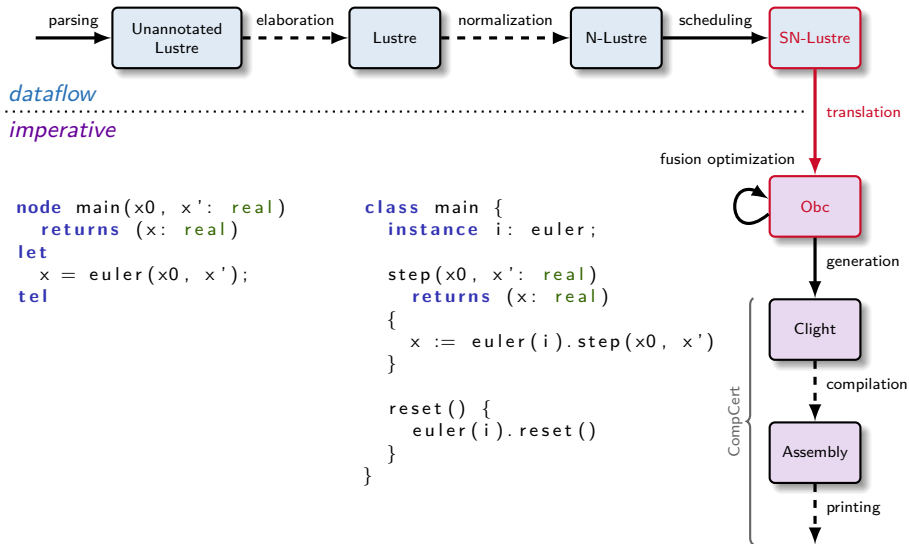 parsing
Unannotated
Lustre
elaboration
Lustre
normalization
N-Lustre
scheduling
SN-Lustre
dataflow
imperative
translation
fusion optimization
Obc
generation
node main(x0, x': real)
  returns (x: real)
let
  x = euler(x0, x');
tel
class main {
  instance i: euler;
  step(x0, x': real)
    returns (x: real)
  {
    x := euler(i).step(x0, x')
  }
  reset() {
    euler(i).reset()
  }
}
Clight
compilation
CompCert
Assembly
printing